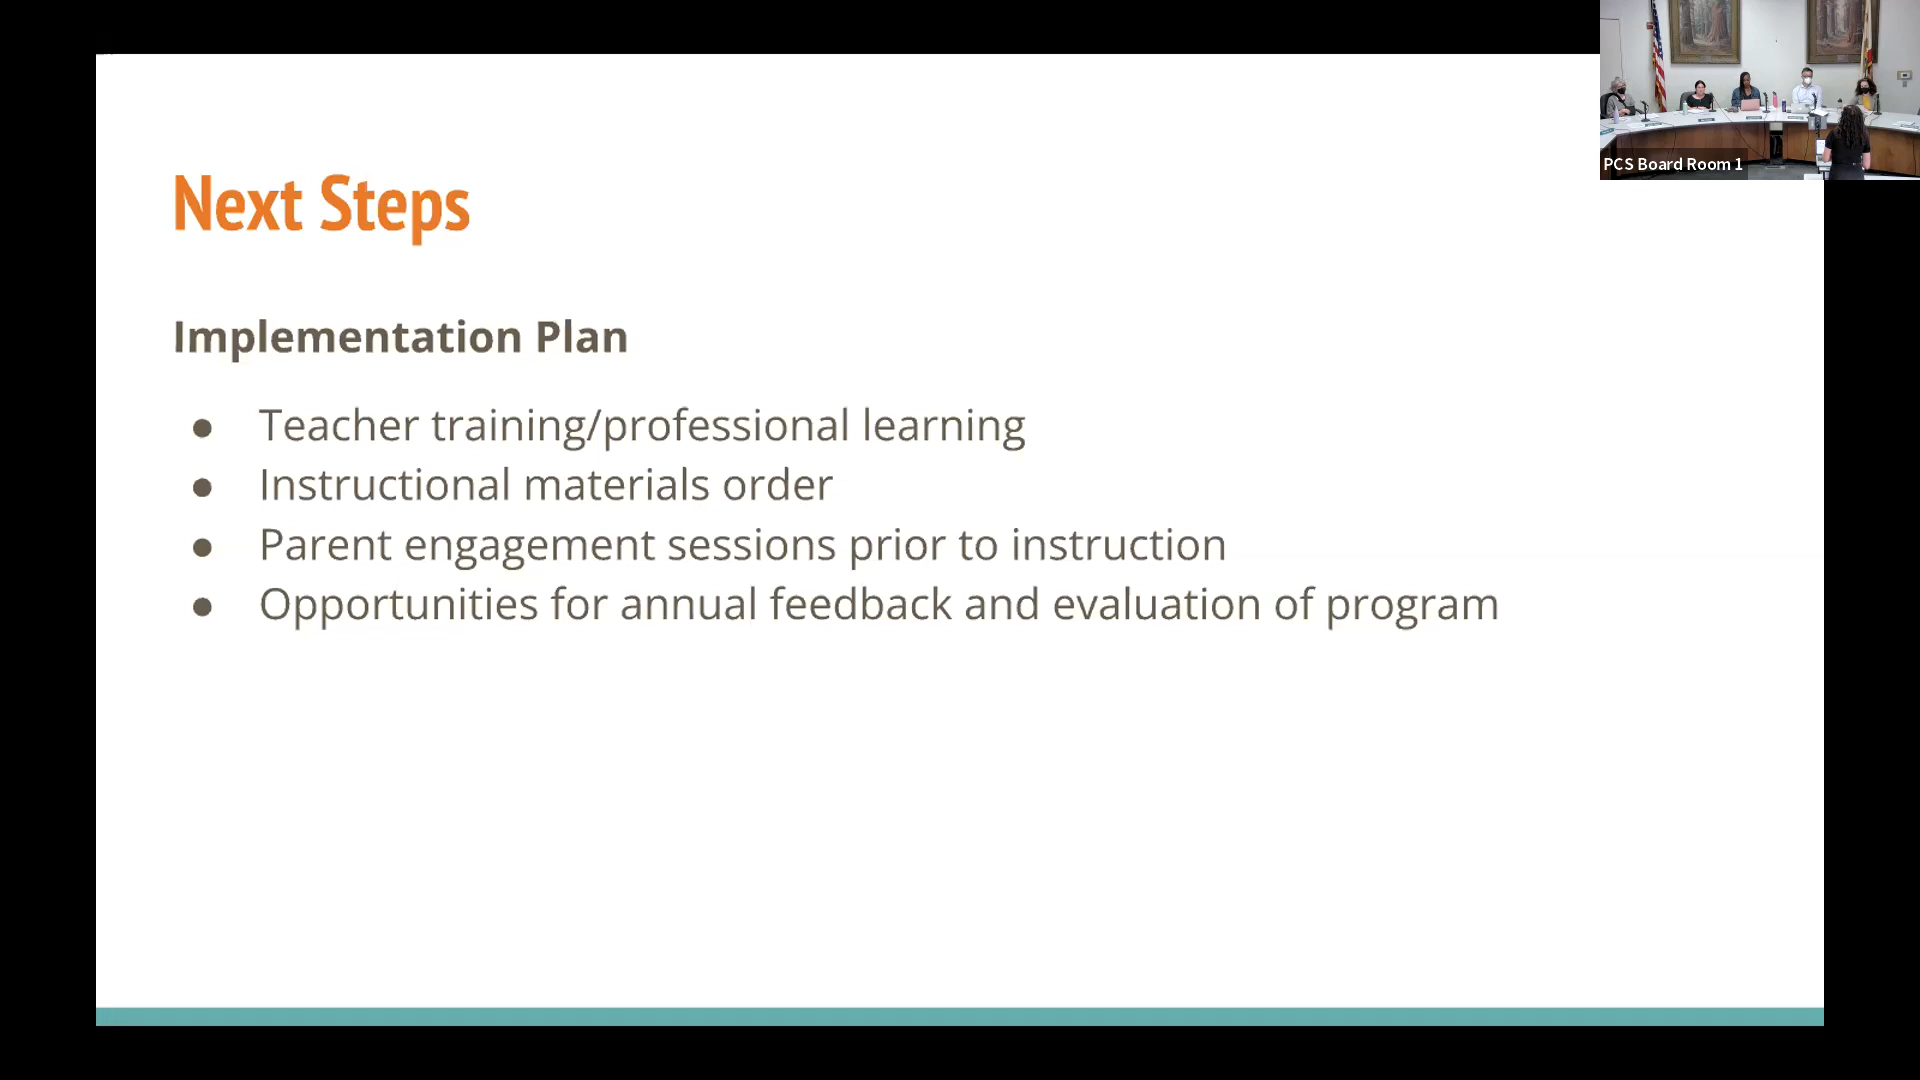 PCS Board Room 1
Next Steps
Implementation Plan
● Teacher training/professional learning
● Instructional materials order
● Parent engagement sessions prior to instruction
● Opportunities for annual feedback and evaluation of program